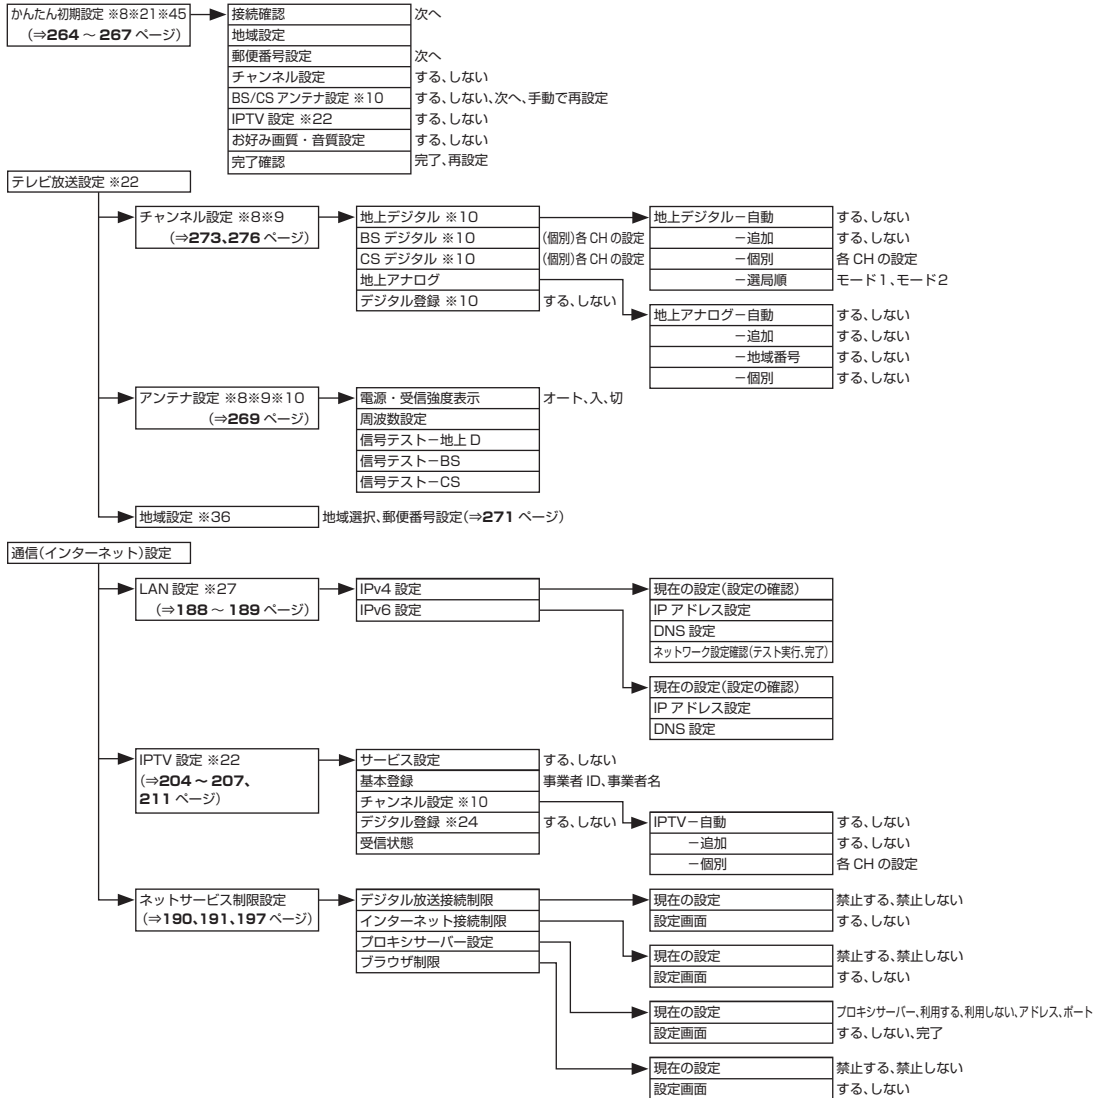 かんたん初期設定 ※8※21※45
(⇒264 ～ 267 ページ)
接続確認 次へ
地域設定
郵便番号設定 次へ
チャンネル設定 する、しない
BS/CS アンテナ設定 ※10 する、しない、次へ、手動で再設定
IPTV 設定 ※22 する、しない
お好み画質・音質設定 する、しない
完了確認 完了、再設定
テレビ放送設定 ※22
チャンネル設定 ※8※9
(⇒273、276 ページ)
地上デジタル ※10
BS デジタル ※10 (個別)各 CH の設定
CS デジタル ※10 (個別)各 CH の設定
地上アナログ
デジタル登録 ※10 する、しない
地上デジタル－自動 する、しない
－追加 する、しない
－個別 各 CH の設定
－選局順 モード1、モード2
地上アナログ－自動 する、しない
－追加 する、しない
－地域番号 する、しない
－個別 する、しない
アンテナ設定 ※8※9※10
(⇒269 ページ)
電源・受信強度表示 オート、入、切
周波数設定
信号テスト－地上 D
信号テスト－BS
信号テスト－CS
地域設定 ※36 地域選択、郵便番号設定(⇒271 ページ)
通信(インターネット)設定
LAN 設定 ※27
(⇒188 ～ 189 ページ)
IPv4 設定
IPv6 設定
現在の設定(設定の確認)
IP アドレス設定
DNS 設定
ネットワーク設定確認(テスト実行、完了)
現在の設定(設定の確認)
IP アドレス設定
DNS 設定
IPTV 設定 ※22
(⇒204 ～ 207、
211 ページ)
サービス設定 する、しない
基本登録 事業者 ID、事業者名
チャンネル設定 ※10
デジタル登録 ※24 する、しない
受信状態
IPTV－自動 する、しない
－追加 する、しない
－個別 各 CH の設定
ネットサービス制限設定
(⇒190、191、197 ページ)
デジタル放送接続制限
インターネット接続制限
プロキシサーバー設定
ブラウザ制限
現在の設定 禁止する、禁止しない
設定画面 する、しない
現在の設定 禁止する、禁止しない
設定画面 する、しない
現在の設定 プロキシサーバー、利用する、利用しない、アドレス、ポート
設定画面 する、しない、完了
現在の設定 禁止する、禁止しない
設定画面 する、しない